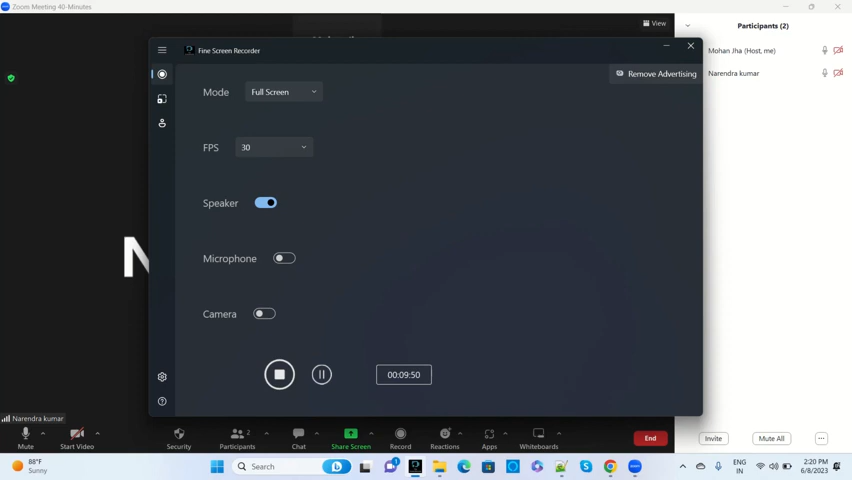 Zoom Meeting 40-Minutes
View
Participants (2)
Mohan Jha (Host, me)
Narendra kumar
Fine Screen Recorder
Remove Advertising
Mode
Full Screen
FPS
30
Speaker
Microphone
Camera
00:09:50
N
Narendra kumar
Mute
Start Video
Security
2
Participants
Chat
Share Screen
Record
Reactions
Apps
Whiteboards
End
Invite
Mute All
88°F
Sunny
Search
1
ENG
IN
2:20 PM
6/8/2023